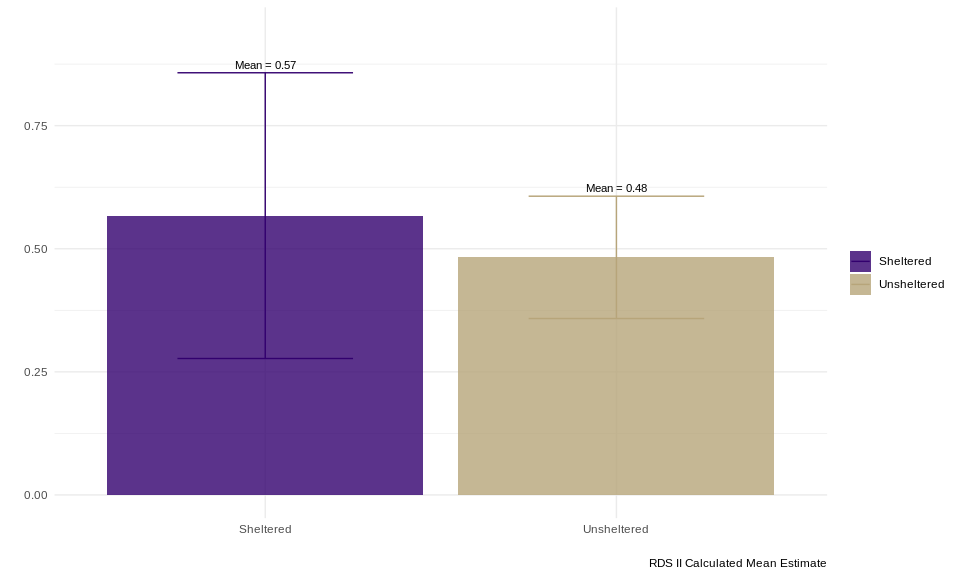 Mean = 0.57
0.75
Mean = 0.48
0.50
Sheltered
Unsheltered
0.25
0.00
Sheltered
Unsheltered
RDS II Calculated Mean Estimate